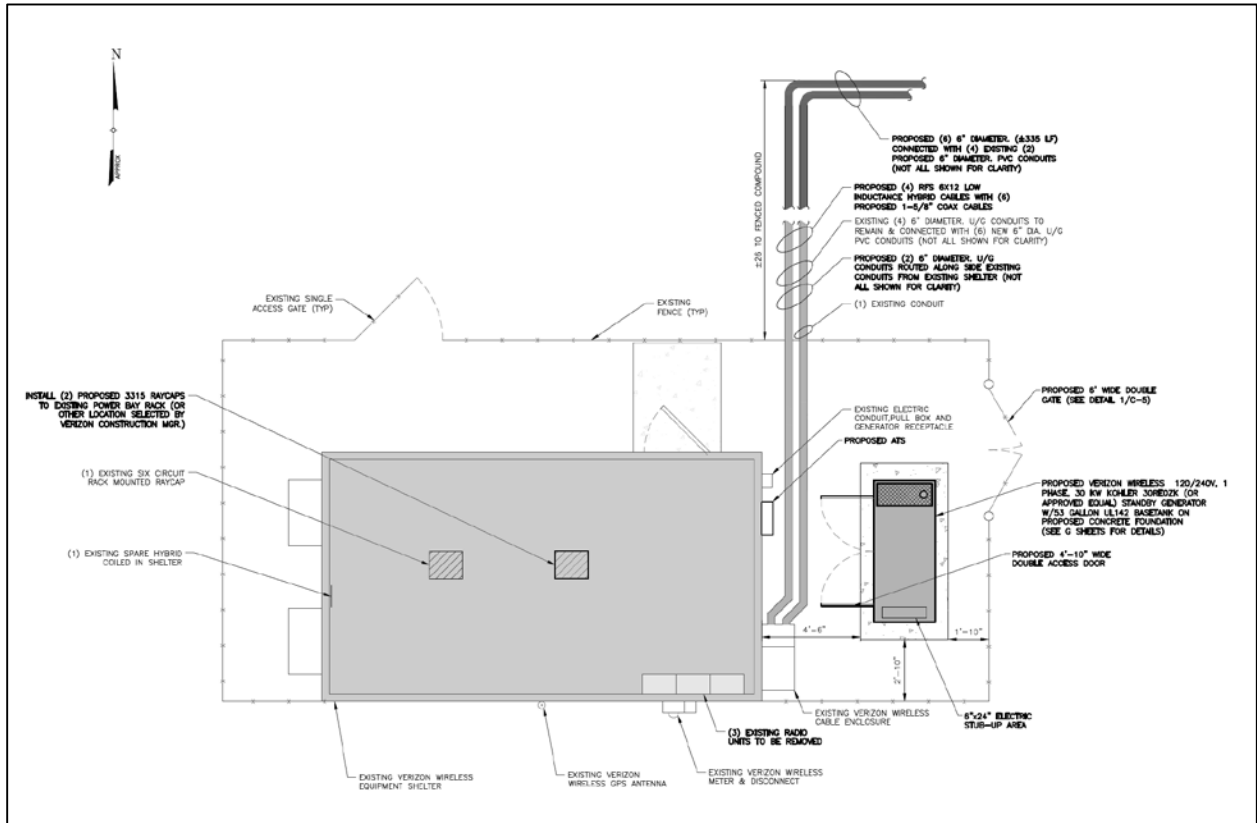 N
APPROX
±26 TO FENCED COMPOUND
PROPOSED (6) 6" DIAMETER. (±335 LF)
CONNECTED WITH (4) EXISTING (2)
PROPOSED 6" DIAMETER. PVC CONDUITS
(NOT ALL SHOWN FOR CLARITY)
PROPOSED (4) RFS 6X12 LOW
INDUCTANCE HYBRID CABLES WITH (6)
PROPOSED 1-5/8" COAX CABLES
EXISTING (4) 6" DIAMETER. U/G CONDUITS TO
REMAIN & CONNECTED WITH (6) NEW 6" DIA. U/G
PVC CONDUITS (NOT ALL SHOWN FOR CLARITY)
PROPOSED (2) 6" DIAMETER. U/G
CONDUITS ROUTED ALONG SIDE EXISTING
CONDUITS FROM EXISTING SHELTER (NOT
ALL SHOWN FOR CLARITY)
(1) EXISTING CONDUIT
EXISTING SINGLE
ACCESS GATE (TYP)
EXISTING
FENCE (TYP)
INSTALL (2) PROPOSED 3315 RAYCAPS
TO EXISTING POWER BAY RACK (OR
OTHER LOCATION SELECTED BY
VERIZON CONSTRUCTION MGR.)
PROPOSED 6' WIDE DOUBLE
GATE (SEE DETAIL 1/C-5)
EXISTING ELECTRIC
CONDUIT,PULL BOX AND
GENERATOR RECEPTACLE
PROPOSED ATS
(1) EXISTING SIX CIRCUIT
RACK MOUNTED RAYCAP
PROPOSED VERIZON WIRELESS 120/240V, 1
PHASE, 30 KW KOHLER 30REOZK (OR
APPROVED EQUAL) STANDBY GENERATOR
W/53 GALLON UL142 BASETANK ON
PROPOSED CONCRETE FOUNDATION
(SEE G SHEETS FOR DETAILS)
(1) EXISTING SPARE HYBRID
COILED IN SHELTER
PROPOSED 4'-10" WIDE
DOUBLE ACCESS DOOR
4'-6"
1'-10"
2'-10"
EXISTING VERIZON WIRELESS
CABLE ENCLOSURE
6"x24" ELECTRIC
STUB-UP AREA
(3) EXISTING RADIO
UNITS TO BE REMOVED
EXISTING VERIZON WIRELESS
EQUIPMENT SHELTER
EXISTING VERIZON
WIRELESS GPS ANTENNA
EXISTING VERIZON WIRELESS
METER & DISCONNECT